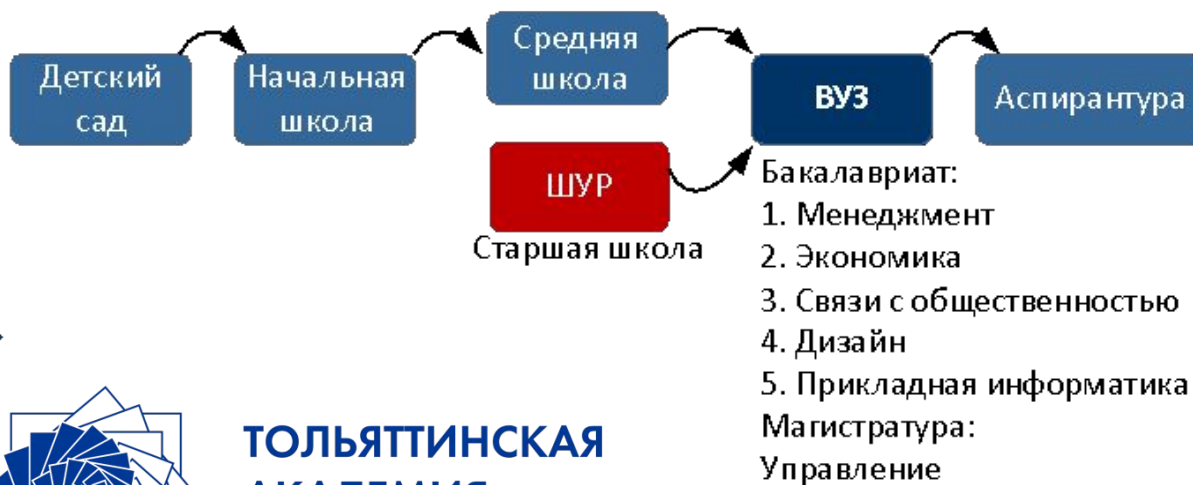 Детский
сад
Начальная
школа
Средняя
школа
ШУР
Старшая школа
ВУЗ
Аспирантура
Бакалавриат:
1. Менеджмент
2. Экономика
3. Связи с общественностью
4. Дизайн
5. Прикладная информатика
Магистратура:
Управление
ТОЛЬЯТТИНСКАЯ
АКАДЕМИЯ